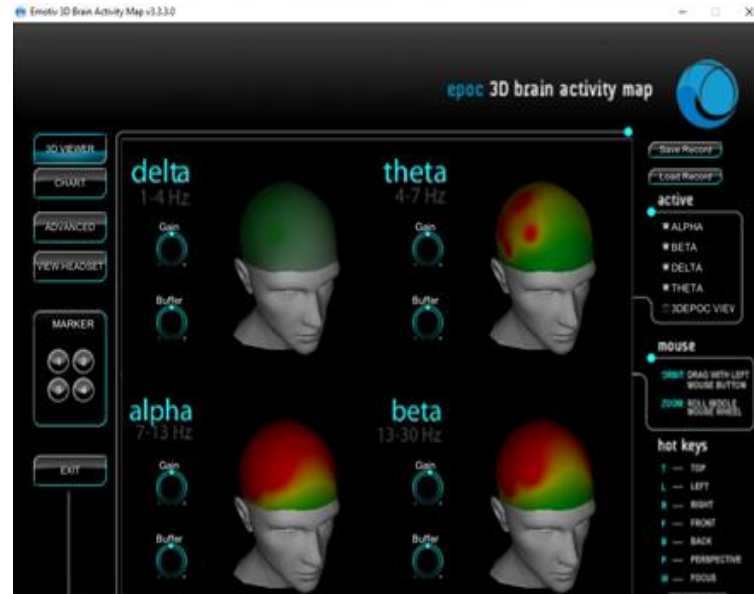 Emotiv 3D Brain Activity Map v3.3.3.0
epoc 3D brain activity map
3D VIEWER
CHART
ADVANCED
VIEW HEADSET
MARKER
EXIT
delta
1-4 Hz
Gain
Buffer
theta
4-7 Hz
Gain
Buffer
alpha
7-13 Hz
Gain
Buffer
beta
13-30 Hz
Gain
Buffer
Save Record
Load Record
active
ALPHA
BETA
DELTA
THETA
3DEPOC VIEV
mouse
ORBIT: DRAG WITH LEFT
MOUSE BUTTON
ZOOM: ROLL MIDDLE
MOUSE WHEEL
hot keys
T — TOP
L — LEFT
R — RIGHT
F — FRONT
B — BACK
P — PERSPECTIVE
— FOCUS